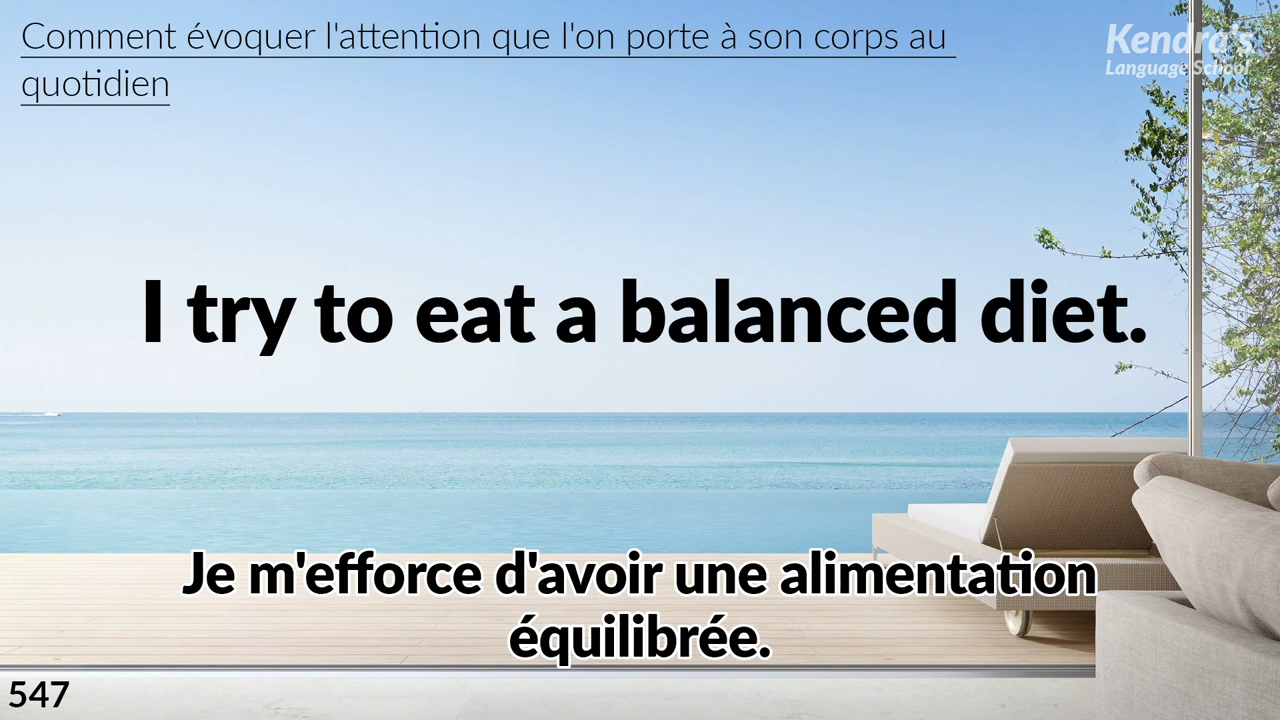 Comment évoquer l'attention que l'on porte à son corps au
quotidien
Kendra's
Language School
I try to eat a balanced diet.
Je m'efforce d'avoir une alimentation
équilibrée.
547